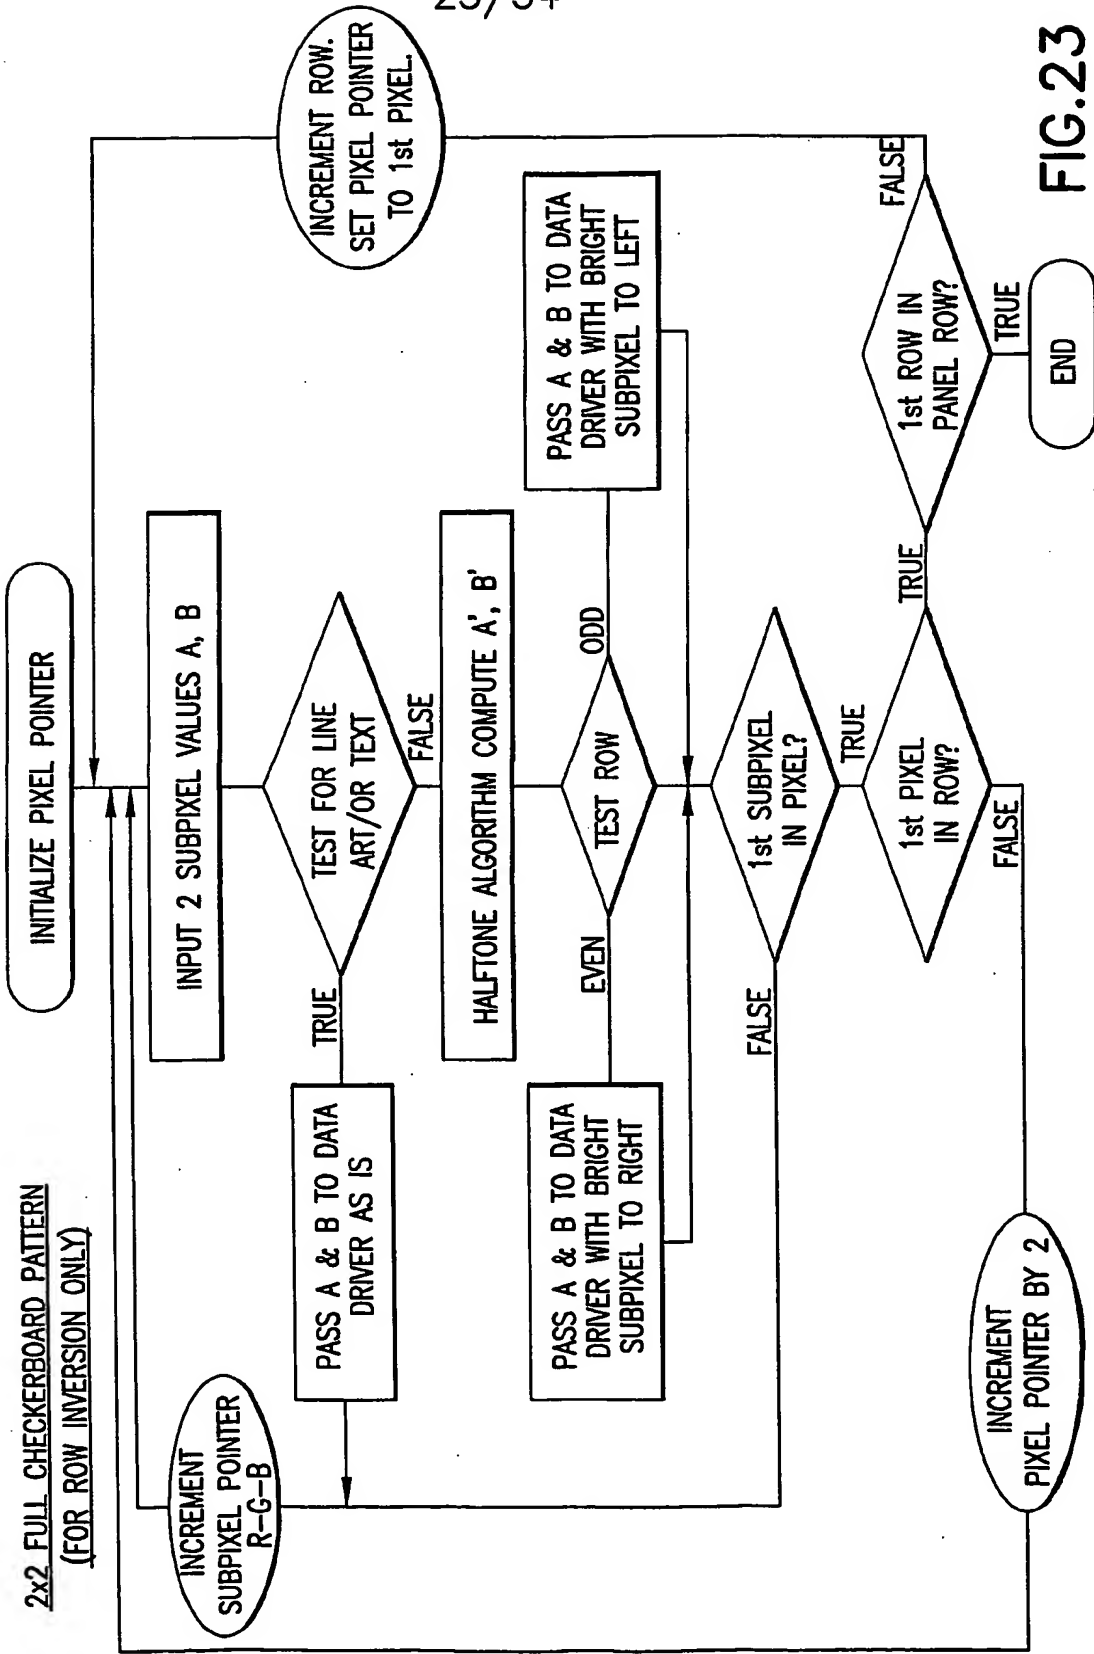 23/34
2x2 FULL CHECKERBOARD PATTERN
(FOR ROW INVERSION ONLY)
INITIALIZE PIXEL POINTER
INCREMENT
SUBPIXEL POINTER
R-G-B
INPUT 2 SUBPIXEL VALUES A, B
INCREMENT ROW.
SET PIXEL POINTER
TO 1st PIXEL.
TEST FOR LINE
ART/OR TEXT
TRUE
FALSE
PASS A & B TO DATA
DRIVER AS IS
HALFTONE ALGORITHM COMPUTE A', B'
TEST ROW
EVEN
ODD
PASS A & B TO DATA
DRIVER WITH BRIGHT
SUBPIXEL TO RIGHT
PASS A & B TO DATA
DRIVER WITH BRIGHT
SUBPIXEL TO LEFT
1st SUBPIXEL
IN PIXEL?
FALSE
TRUE
1st PIXEL
IN ROW?
TRUE
FALSE
1st ROW IN
PANEL ROW?
FALSE
TRUE
INCREMENT
PIXEL POINTER BY 2
END
FIG.23